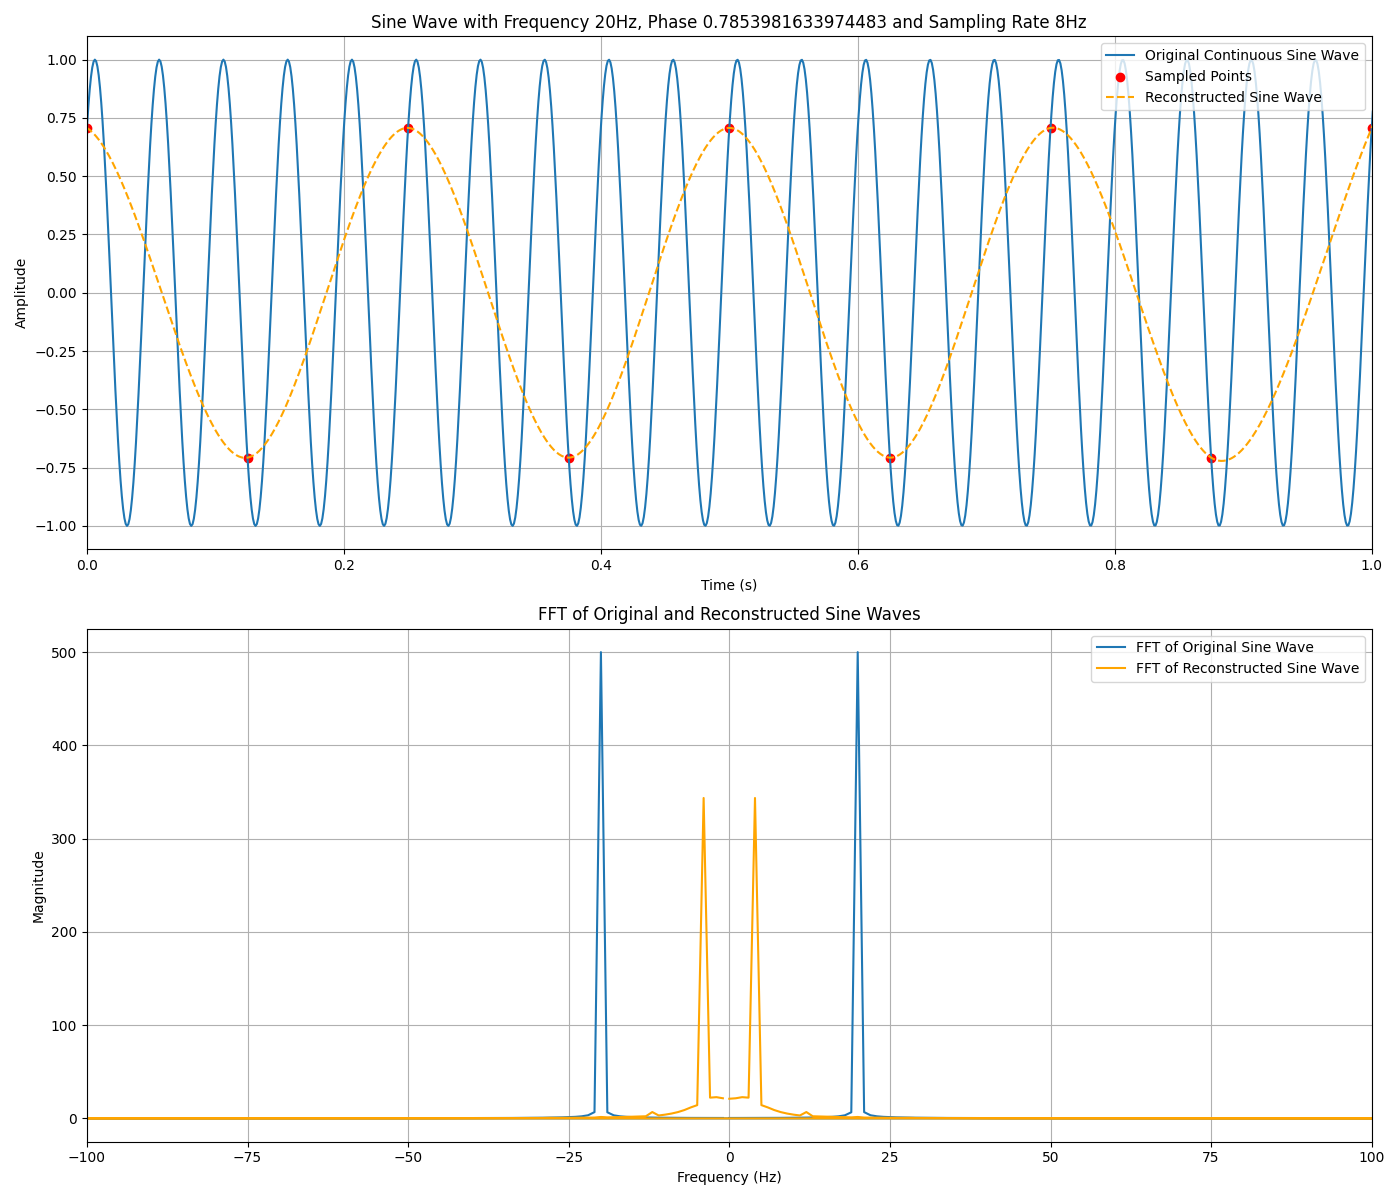 Sine Wave with Frequency 20Hz, Phase 0.7853981633974483 and Sampling Rate 8Hz
Original Continuous Sine Wave
Sampled Points
Reconstructed Sine Wave
1.00
0.75
0.50
0.25
0.00
−0.25
−0.50
−0.75
−1.00
Amplitude
0.0 0.2 0.4 0.6 0.8 1.0
Time (s)
FFT of Original and Reconstructed Sine Waves
FFT of Original Sine Wave
FFT of Reconstructed Sine Wave
500
400
300
200
100
0
Magnitude
−100 −75 −50 −25 0 25 50 75 100
Frequency (Hz)